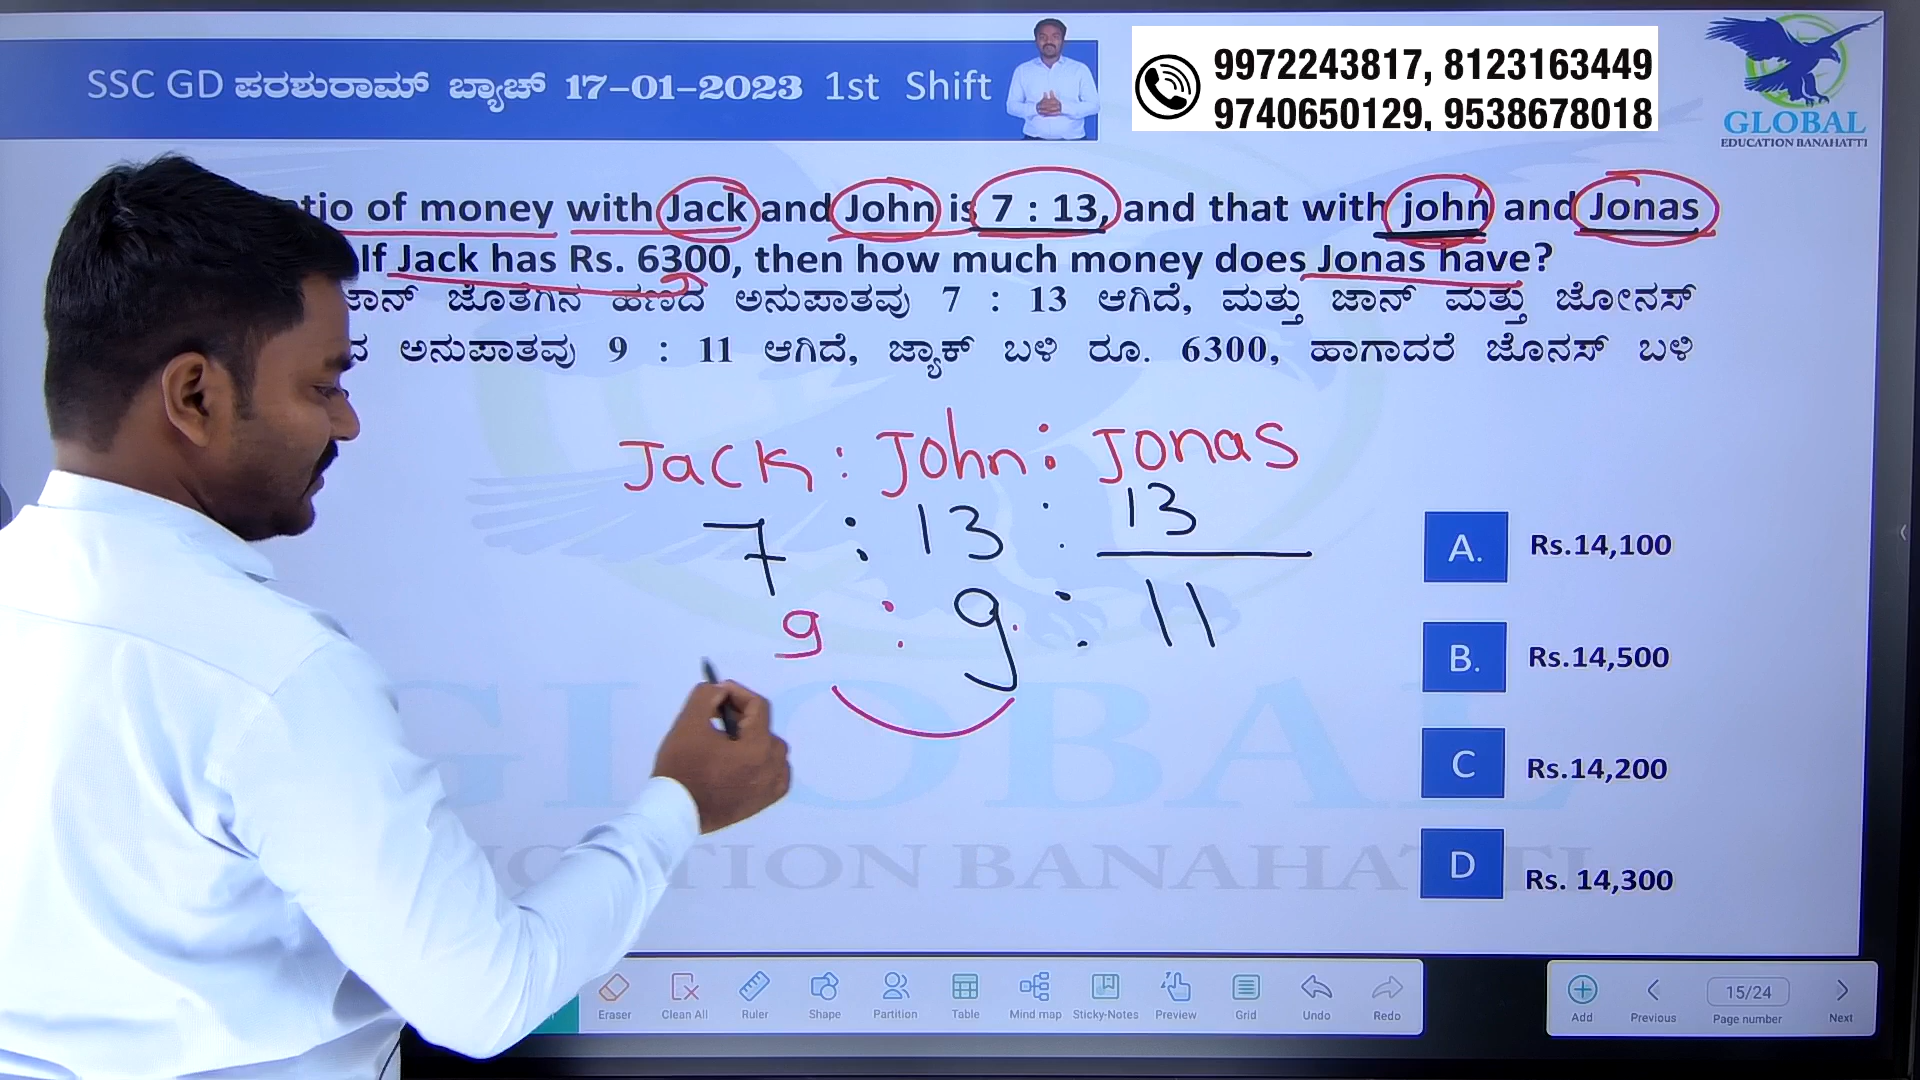 SSC GD ಪರಶುರಾಮ್ ಬ್ಯಾಚ್ 17-01-2023 1st Shift
9972243817, 8123163449
9740650129, 9538678018
GLOBAL
EDUCATION BANAHATTI
of money with Jack and John is 7 : 13, and that with john and Jonas
If Jack has Rs. 6300, then how much money does Jonas have?
ಜಾನ್ ಜೊತೆಗಿನ ಹಣದ ಅನುಪಾತವು 7 : 13 ಆಗಿದೆ, ಮತ್ತು ಜಾನ್ ಮತ್ತು ಜೋನಸ್
ಅನುಪಾತವು 9 : 11 ಆಗಿದೆ, ಜ್ಯಾಕ್ ಬಳಿ ರೂ. 6300, ಹಾಗಾದರೆ ಜೊನಸ್ ಬಳಿ
Jack : John : Jonas
7 : 13 : 13
9 : 9 : 11
A. Rs.14,100
B. Rs.14,500
C Rs.14,200
D Rs. 14,300
BANAHATTI
Eraser Clean All Ruler Shape Partition Table Mind map Sticky-Notes Preview Grid Undo Redo
Add Previous 15/24 Page number Next